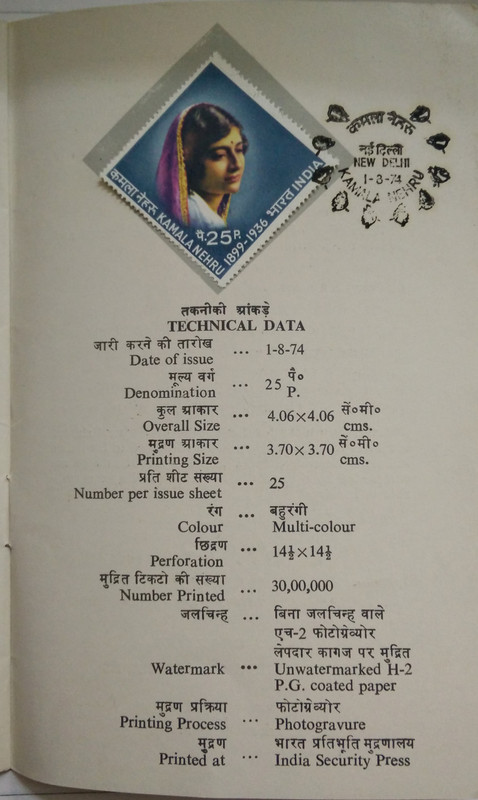 कमला नेहरू KAMALA NEHRU
1899-1936 भारत INDIA
पै.25 P.
कमला नेहरू
नई दिल्ली
NEW DELHI
1-8-74
KAMALA NEHRU
तकनीकी आंकड़े
TECHNICAL DATA
जारी करने की तारीख
Date of issue ... 1-8-74
मूल्य वर्ग पै०
Denomination ... 25 P.
कुल आकार सें०मी०
Overall Size ... 4.06×4.06 cms.
मुद्रण आकार सें०मी०
Printing Size ... 3.70×3.70 cms.
प्रति शीट संख्या
Number per issue sheet ... 25
रंग ... बहुरंगी
Colour Multi-colour
छिद्रण
Perforation ... 14½×14½
मुद्रित टिकटो की संख्या
Number Printed ... 30,00,000
जलचिन्ह ... बिना जलचिन्ह वाले
एच-2 फोटोग्रेव्योर
लेपदार कागज पर मुद्रित
Watermark ... Unwatermarked H-2
P.G. coated paper
मुद्रण प्रक्रिया फोटोग्रेव्योर
Printing Process ... Photogravure
मुद्रण भारत प्रतिभूति मुद्रणालय
Printed at ... India Security Press